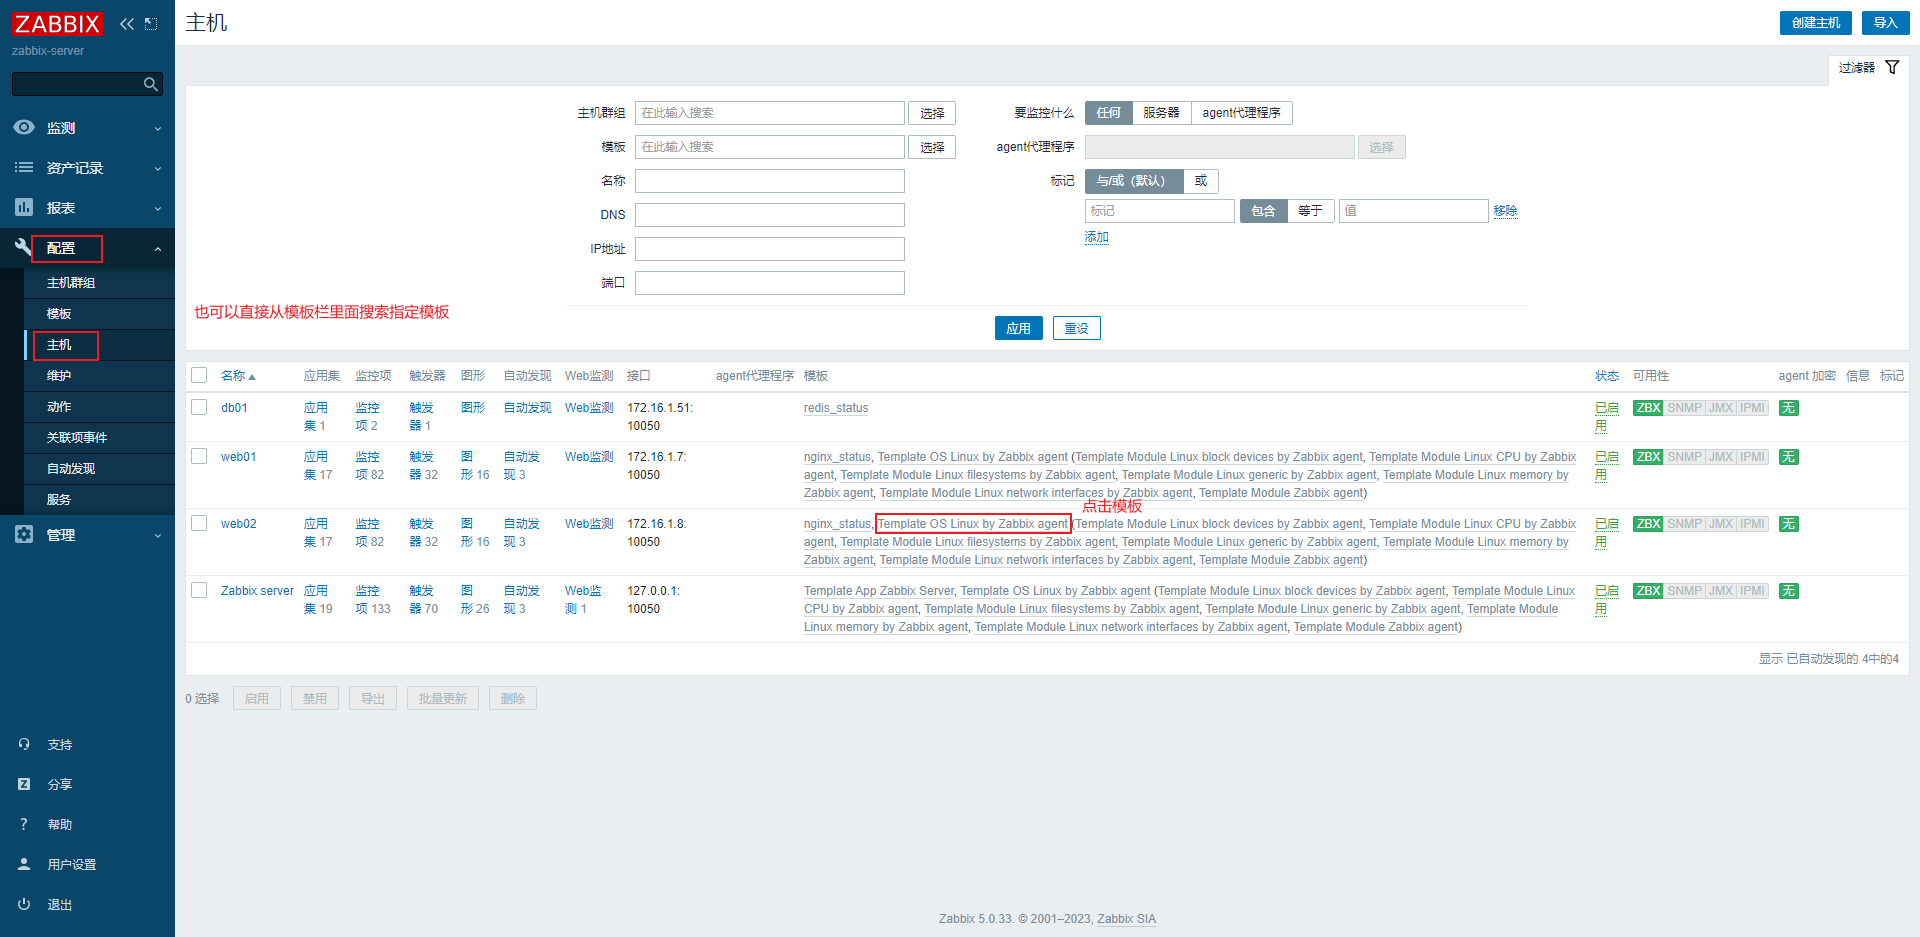 ZABBIX
zabbix-server
监测
资产记录
报表
配置
主机群组
模板
主机
维护
动作
关联项事件
自动发现
服务
管理
支持
分享
帮助
用户设置
退出
主机
创建主机 导入
过滤器
主机群组 在此输入搜索 选择
模板 在此输入搜索 选择
名称
DNS
IP地址
端口
要监控什么 任何 服务器 agent代理程序
agent代理程序 选择
标记 与/或（默认） 或
标记 包含 等于 值 移除
添加
也可以直接从模板栏里面搜索指定模板
应用 重设
名称 应用集 监控项 触发器 图形 自动发现 Web监测 接口 agent代理程序 模板 状态 可用性 agent 加密 信息 标记
db01 应用 监控 触发 图形 自动发现 Web监测 172.16.1.51: redis_status 已启 ZBX SNMP JMX IPMI 无
集 1 项 2 器 1 10050 用
web01 应用 监控 触发 图 自动发 Web监测 172.16.1.7: nginx_status, Template OS Linux by Zabbix agent (Template Module Linux block devices by Zabbix agent, Template Module Linux CPU by Zabbix 已启 ZBX SNMP JMX IPMI 无
集 17 项 82 器 32 形 16 现 3 10050 agent, Template Module Linux filesystems by Zabbix agent, Template Module Linux generic by Zabbix agent, Template Module Linux memory by 用
Zabbix agent, Template Module Linux network interfaces by Zabbix agent, Template Module Zabbix agent)
点击模板
web02 应用 监控 触发 图 自动发 Web监测 172.16.1.8: nginx_status, Template OS Linux by Zabbix agent (Template Module Linux block devices by Zabbix agent, Template Module Linux CPU by Zabbix 已启 ZBX SNMP JMX IPMI 无
集 17 项 82 器 32 形 16 现 3 10050 agent, Template Module Linux filesystems by Zabbix agent, Template Module Linux generic by Zabbix agent, Template Module Linux memory by 用
Zabbix agent, Template Module Linux network interfaces by Zabbix agent, Template Module Zabbix agent)
Zabbix server 应用 监控 触发 图 自动发 Web监 127.0.0.1: Template App Zabbix Server, Template OS Linux by Zabbix agent (Template Module Linux block devices by Zabbix agent, Template Module Linux 已启 ZBX SNMP JMX IPMI 无
集 19 项 133 器 70 形 26 现 3 测 1 10050 CPU by Zabbix agent, Template Module Linux filesystems by Zabbix agent, Template Module Linux generic by Zabbix agent, Template Module 用
Linux memory by Zabbix agent, Template Module Linux network interfaces by Zabbix agent, Template Module Zabbix agent)
显示 已自动发现的 4中的4
0 选择 启用 禁用 导出 批量更新 删除
Zabbix 5.0.33. © 2001–2023, Zabbix SIA